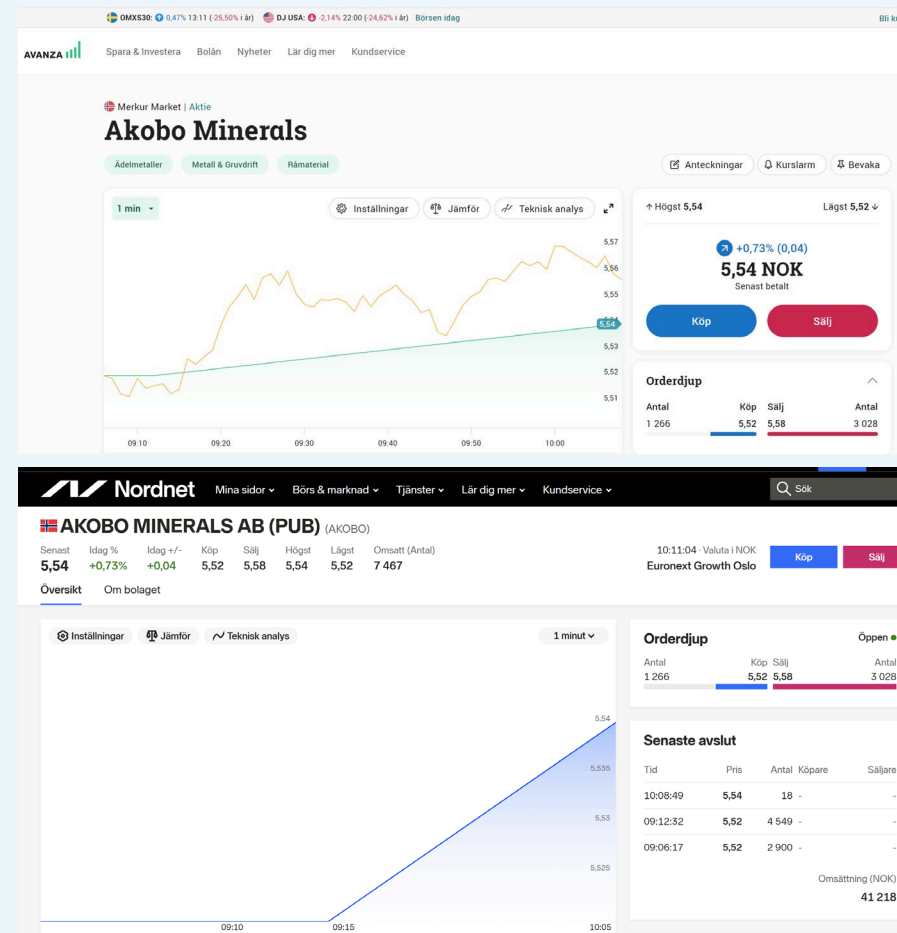 OMXS30: 0,47% 13:11 (-25,50% i år) DJ USA: -2,14% 22:00 (-24,62% i år) Börsen idag
Bli
AVANZA Spara & Investera Bolån Nyheter Lär dig mer Kundservice
Merkur Market | Aktie
Akobo Minerals
Ädelmetaller Metall & Gruvdrift Råmaterial
Anteckningar Kurslarm Bevaka
1 min Inställningar Jämför Teknisk analys
Högst 5,54 Lägst 5,52
+0,73% (0,04)
5,54 NOK
Senast betalt
Köp Sälj
5,57
5,56
5,55
5,54
5,53
5,52
5,51
09:10 09:20 09:30 09:40 09:50 10:00
Orderdjup
Antal Köp Sälj Antal
1 266 5,52 5,58 3 028
Nordnet Mina sidor Börs & marknad Tjänster Lär dig mer Kundservice Sök
AKOBO MINERALS AB (PUB) (AKOBO)
Senast Idag % Idag +/- Köp Sälj Högst Lägst Omsatt (Antal)
5,54 +0,73% +0,04 5,52 5,58 5,54 5,52 7 467
10:11:04 · Valuta i NOK
Euronext Growth Oslo
Köp Sälj
Översikt Om bolaget
Inställningar Jämför Teknisk analys 1 minut
5,54
5,535
5,53
5,525
09:10 09:15 10:05
Orderdjup Öppen
Antal Köp Sälj Antal
1 266 5,52 5,58 3 028
Senaste avslut
Tid Pris Antal Köpare Säljare
10:08:49 5,54 18 - -
09:12:32 5,52 4 549 - -
09:06:17 5,52 2 900 - -
Omsättning (NOK)
41 218